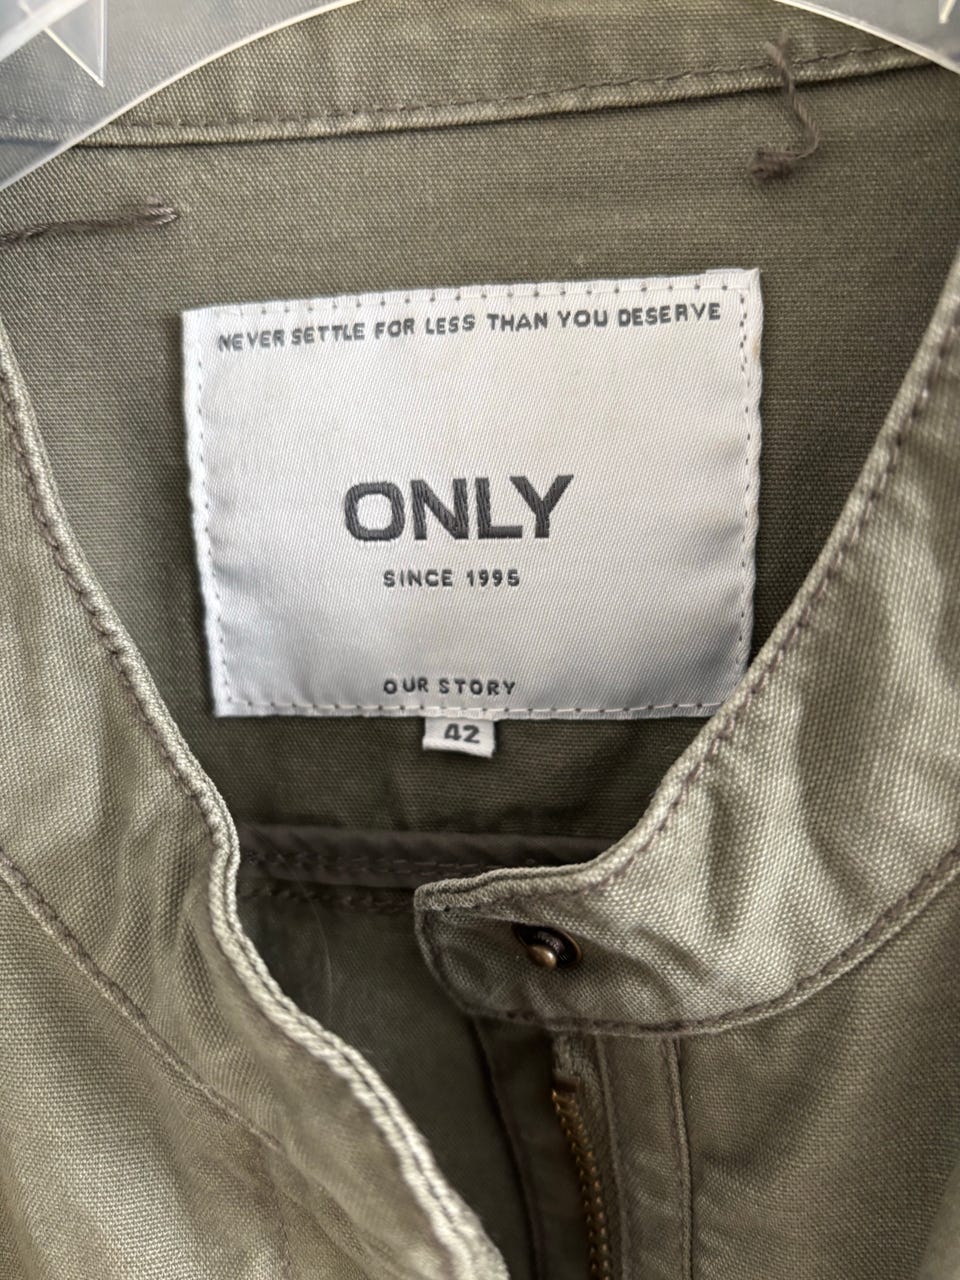 NEVER SETTLE FOR LESS THAN YOU DESERVE
ONLY
SINCE 1995
OUR STORY
42